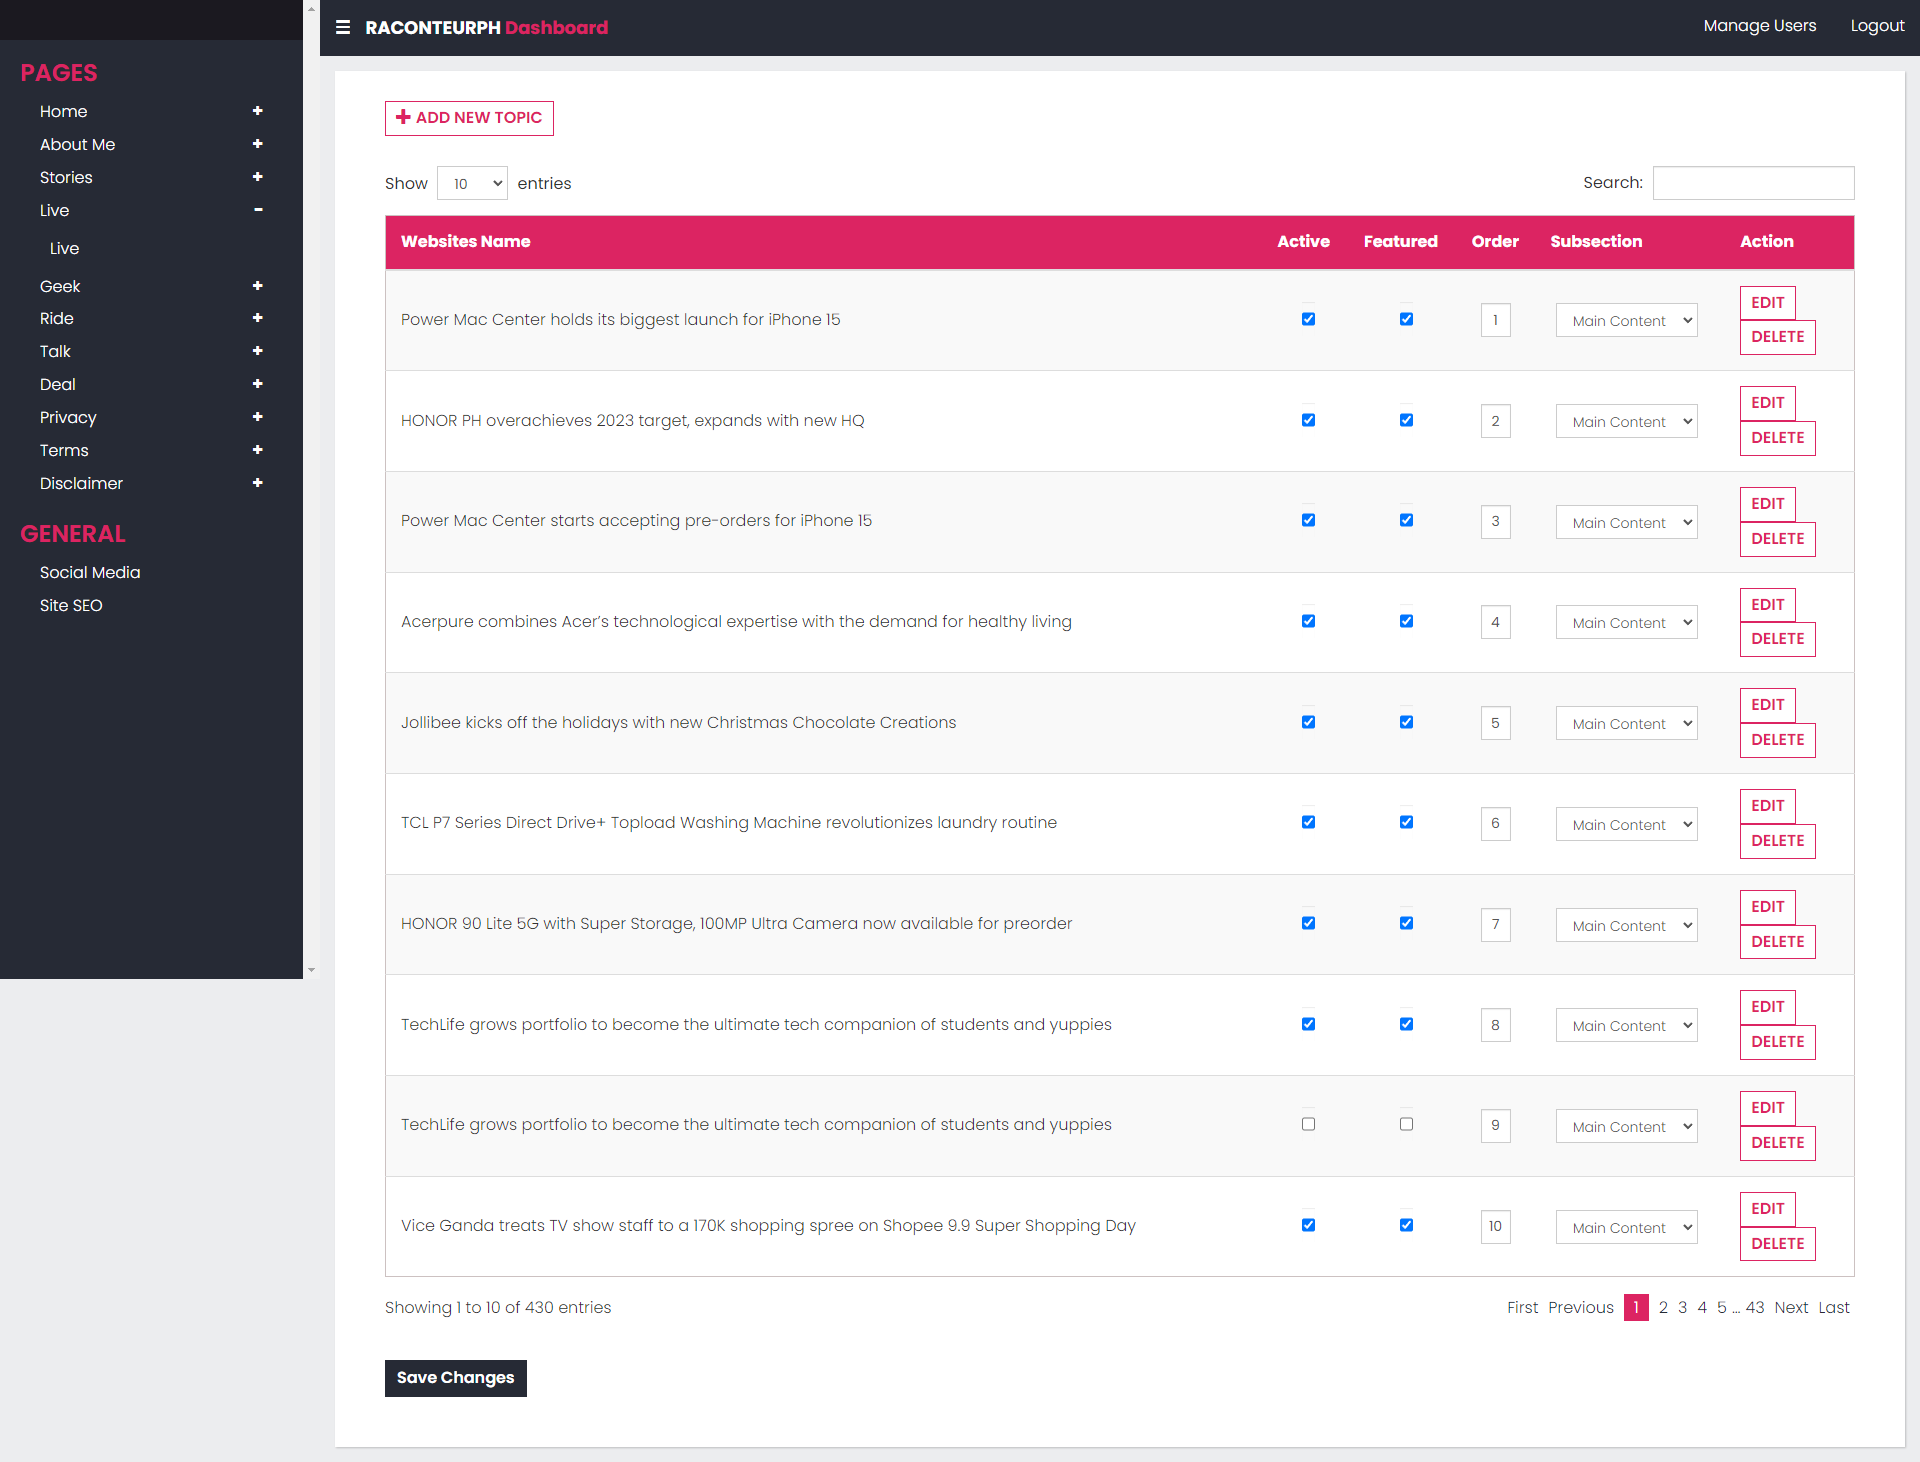 RACONTEURPH Dashboard
Manage Users
Logout
PAGES
Home
About Me
Stories
Live
Live
Geek
Ride
Talk
Deal
Privacy
Terms
Disclaimer
GENERAL
Social Media
Site SEO
ADD NEW TOPIC
Show 10 entries
Search:
Websites Name Active Featured Order Subsection Action
Power Mac Center holds its biggest launch for iPhone 15 1 Main Content EDIT
DELETE
HONOR PH overachieves 2023 target, expands with new HQ 2 Main Content EDIT
DELETE
Power Mac Center starts accepting pre-orders for iPhone 15 3 Main Content EDIT
DELETE
Acerpure combines Acer’s technological expertise with the demand for healthy living 4 Main Content EDIT
DELETE
Jollibee kicks off the holidays with new Christmas Chocolate Creations 5 Main Content EDIT
DELETE
TCL P7 Series Direct Drive+ Topload Washing Machine revolutionizes laundry routine 6 Main Content EDIT
DELETE
HONOR 90 Lite 5G with Super Storage, 100MP Ultra Camera now available for preorder 7 Main Content EDIT
DELETE
TechLife grows portfolio to become the ultimate tech companion of students and yuppies 8 Main Content EDIT
DELETE
TechLife grows portfolio to become the ultimate tech companion of students and yuppies 9 Main Content EDIT
DELETE
Vice Ganda treats TV show staff to a 170K shopping spree on Shopee 9.9 Super Shopping Day 10 Main Content EDIT
DELETE
Showing 1 to 10 of 430 entries
First Previous 1 2 3 4 5 ... 43 Next Last
Save Changes